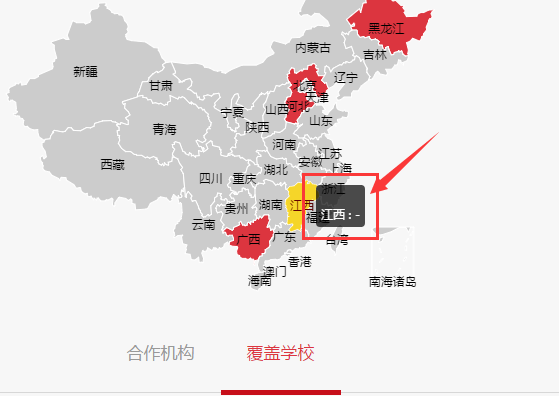 黑龙江
内蒙古
吉林
新疆
辽宁
北京
甘肃
天津
河北
山西
宁夏
山东
陕西
青海
河南
江苏
安徽
西藏
上海
湖北
四川
重庆
浙江
湖南
江西
贵州
江西 : -
福建
云南
广西
广东
台湾
香港
澳门
海南
南海诸岛
合作机构
覆盖学校